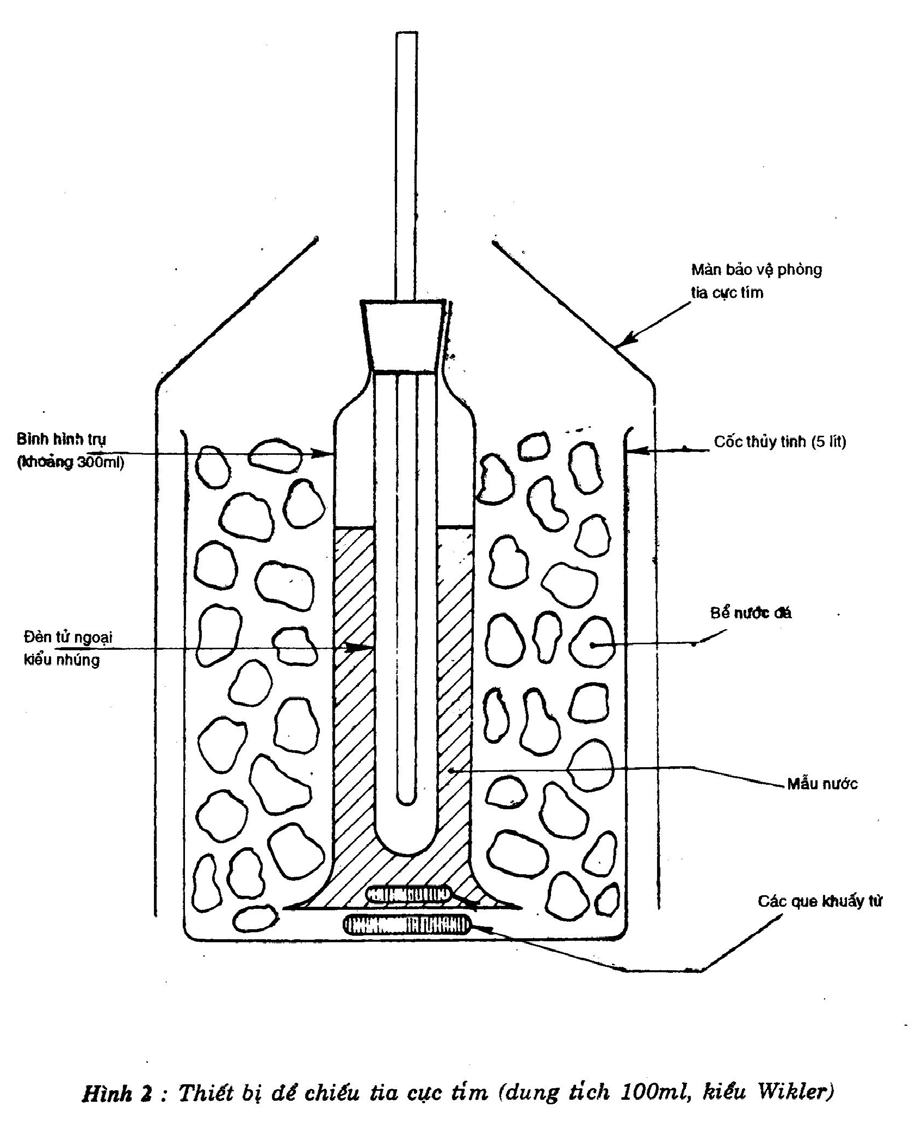 Màn bảo vệ phòng
tia cực tím
Bình hình trụ
(khoảng 300ml)
Cốc thủy tinh (5 lít)
Bể nước đá
Đèn tử ngoại
kiểu nhúng
Mẫu nước
Các que khuấy từ
Hình 2 : Thiết bị dể chiếu tia cực tím (dung tích 100ml, kiểu Wikler)